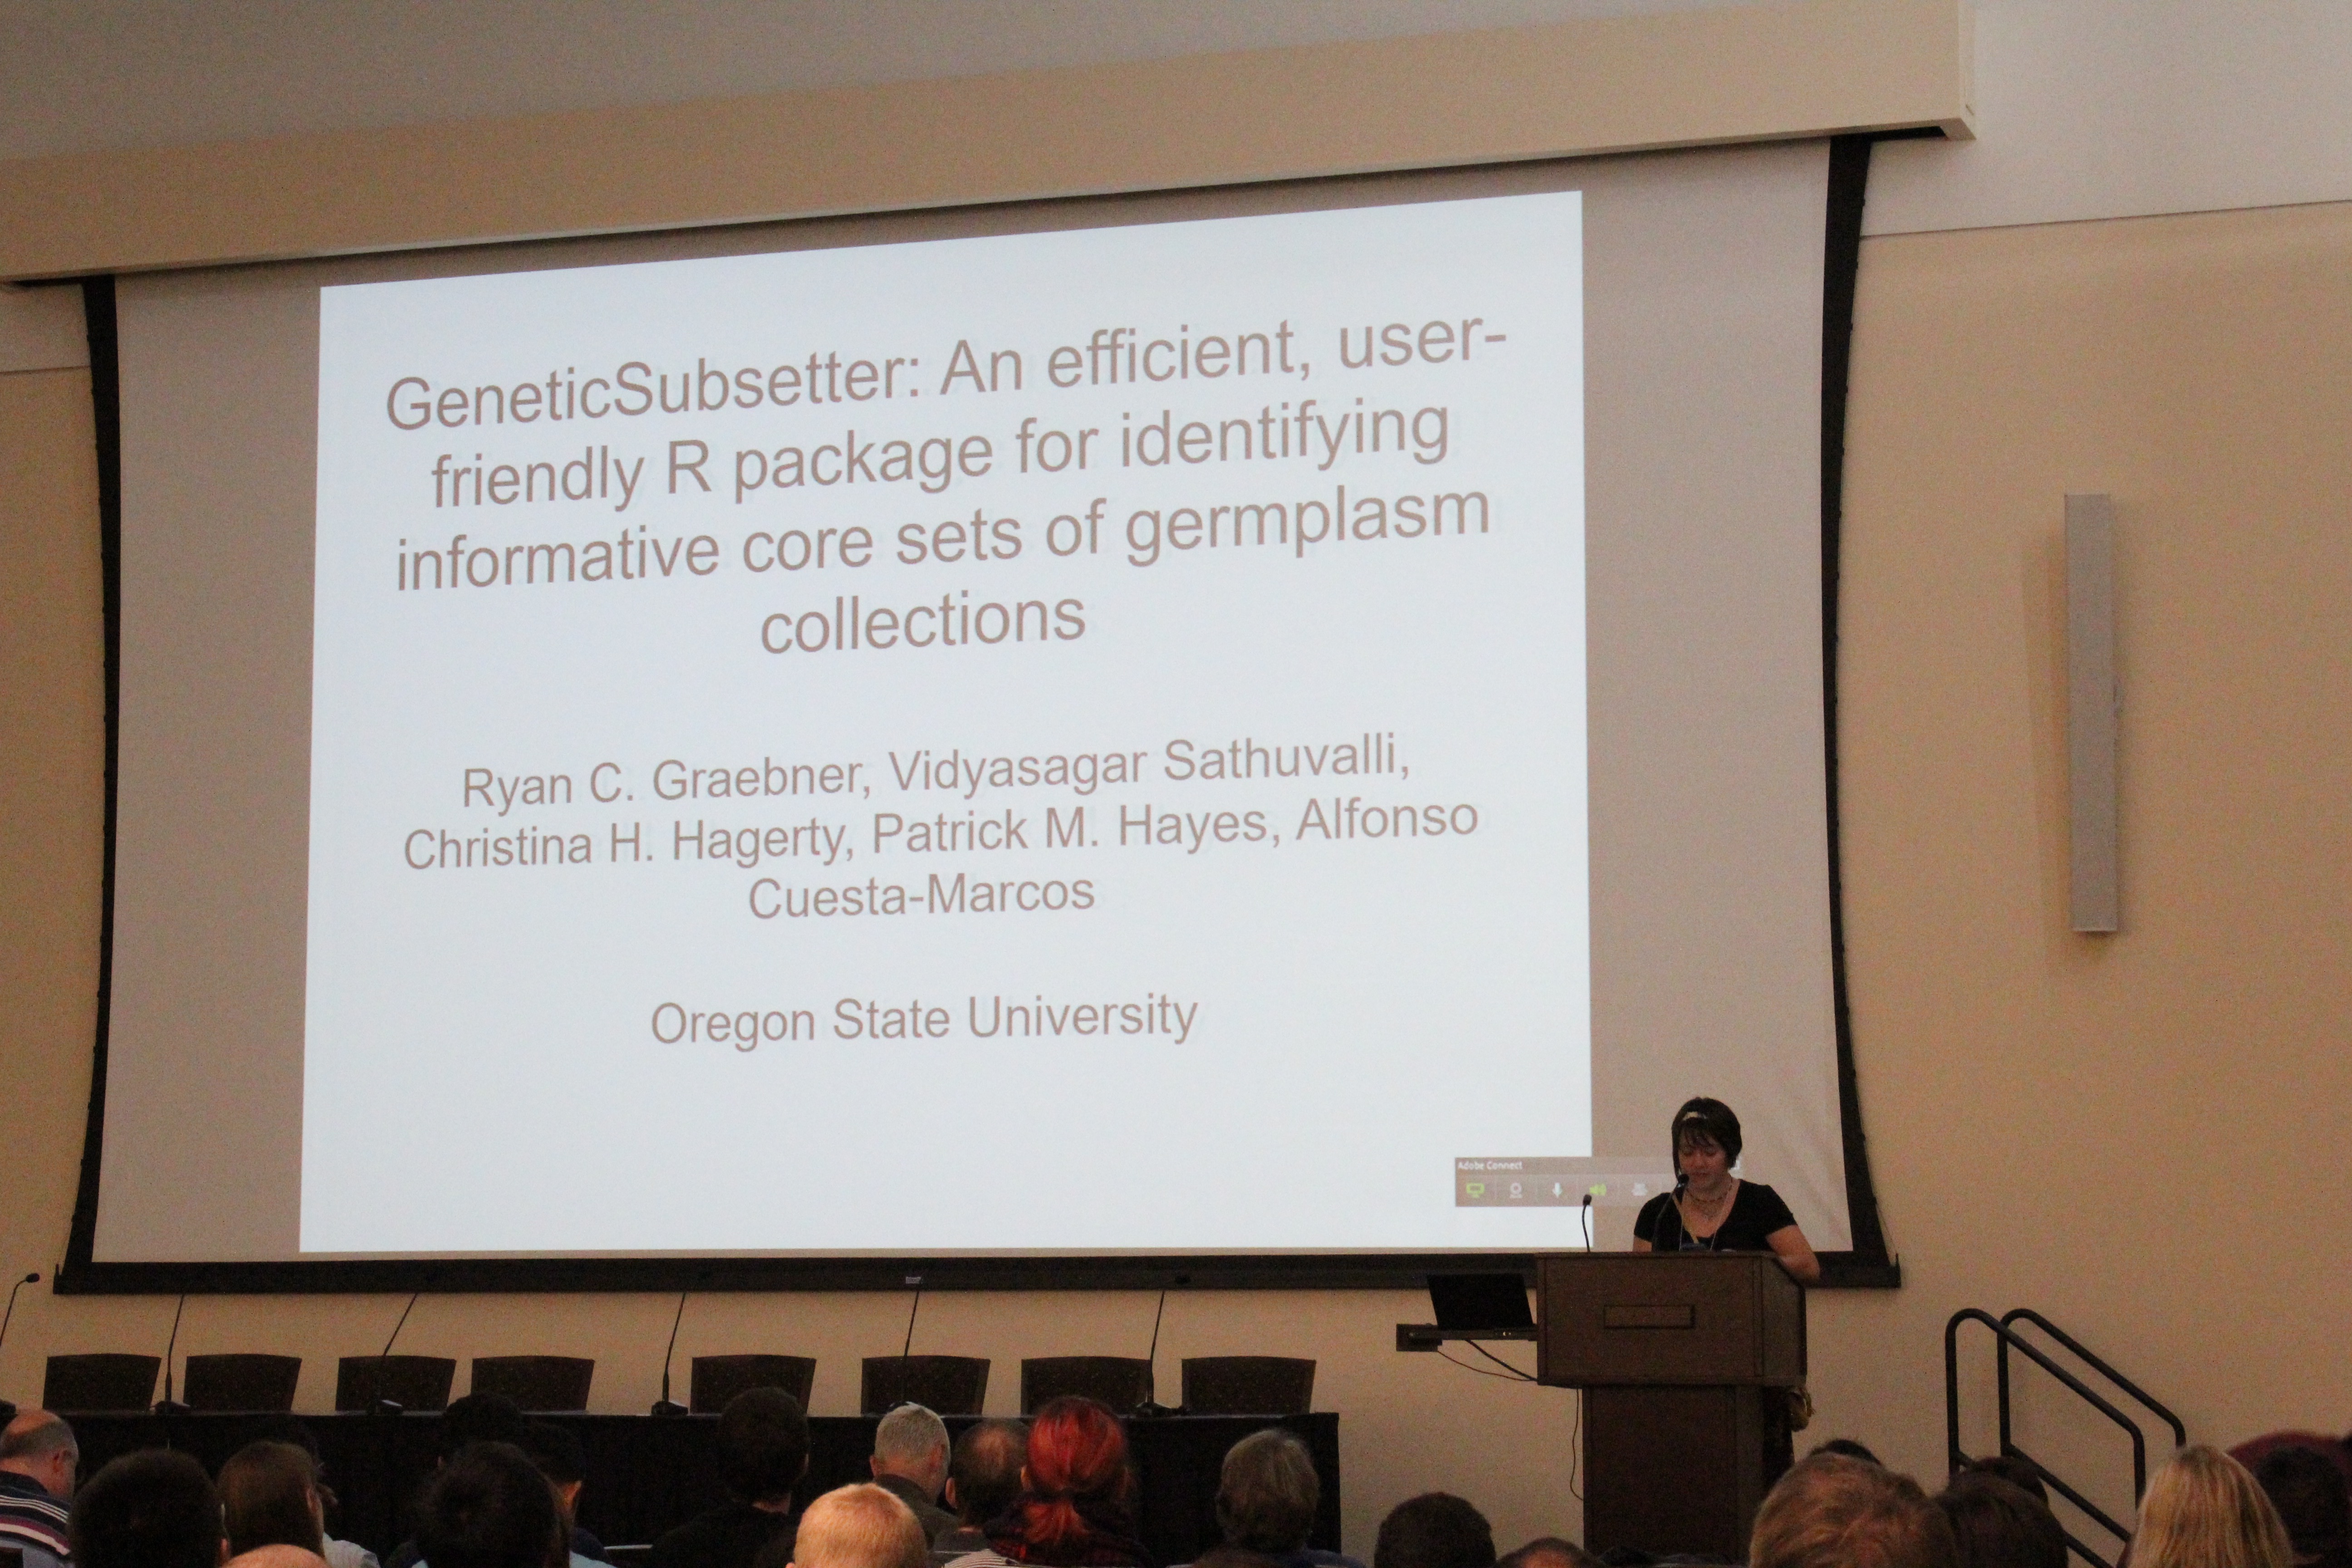 GeneticSubsetter: An efficient, user-
friendly R package for identifying
informative core sets of germplasm
collections
Ryan C. Graebner, Vidyasagar Sathuvalli,
Christina H. Hagerty, Patrick M. Hayes, Alfonso
Cuesta-Marcos
Oregon State University
Adobe Connect